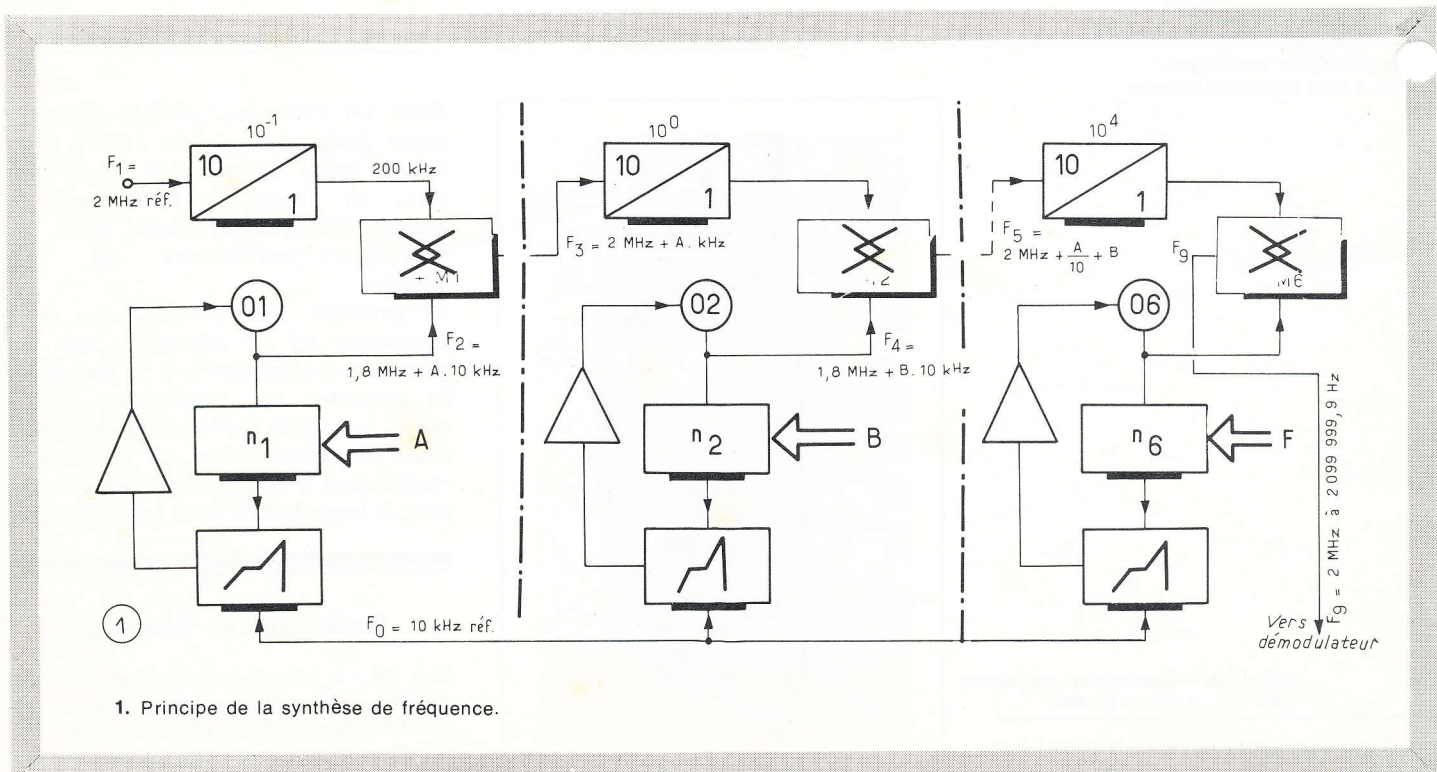 10⁻¹
F₁ =
2 MHz réf.
10
1
200 kHz
M1
01
F₂ =
1,8 MHz + A.10 kHz
n₁
A
F₃ = 2 MHz + A. kHz
10⁰
10
1
02
F₄ =
1,8 MHz + B.10 kHz
n₂
B
10⁴
10
1
F₅ =
2 MHz + A/10 + B
F₉
M6
06
n₆
F
F₉ = 2 MHz à 2099 999,9 Hz
Vers
démodulateur
1
F₀ = 10 kHz réf.
1. Principe de la synthèse de fréquence.